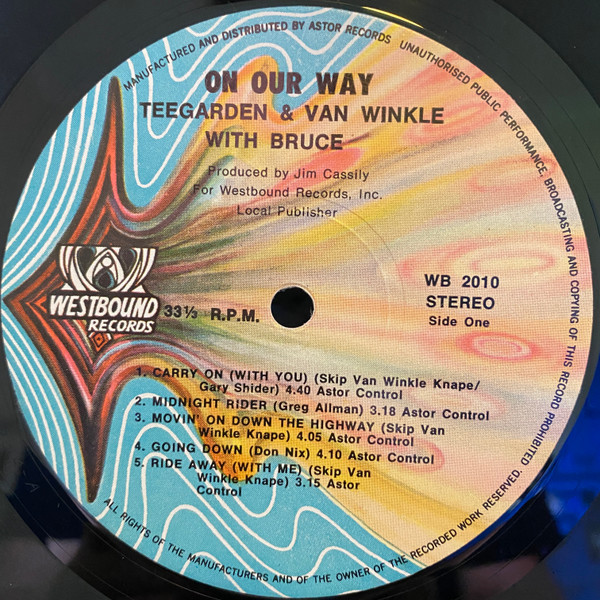 MANUFACTURED AND DISTRIBUTED BY ASTOR RECORDS
UNAUTHORISED PUBLIC PERFORMANCE, BROADCASTING AND COPYING OF THIS RECORD PROHIBITED
ON OUR WAY
TEEGARDEN & VAN WINKLE
WITH BRUCE
Produced by Jim Cassily
For Westbound Records, Inc.
Local Publisher
WESTBOUND
RECORDS
33⅓ R.P.M.
WB 2010
STEREO
Side One
1. CARRY ON (WITH YOU) (Skip Van Winkle Knape/
Gary Shider) 4.40 Astor Control
2. MIDNIGHT RIDER (Greg Allman) 3.18 Astor Control
3. MOVIN' ON DOWN THE HIGHWAY (Skip Van
Winkle Knape) 4.05 Astor Control
4. GOING DOWN (Don Nix) 4.10 Astor Control
5. RIDE AWAY (WITH ME) (Skip Van
Winkle Knape) 3.15 Astor
Control
ALL RIGHTS OF THE MANUFACTURERS AND OF THE OWNER OF THE RECORDED WORK RESERVED.